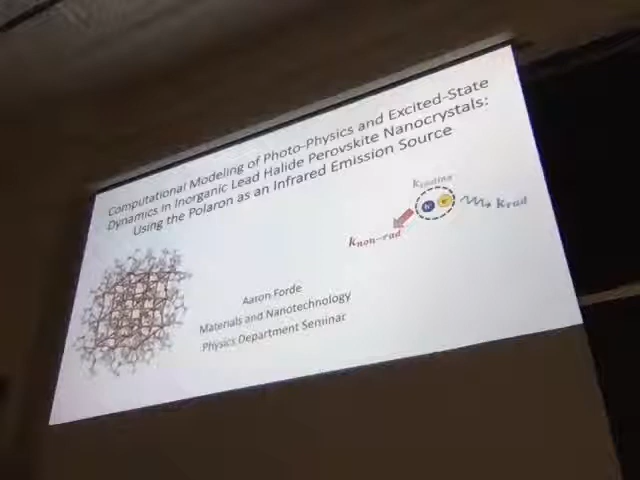 Computational Modeling of Photo-Physics and Excited-State
Dynamics in Inorganic Lead Halide Perovskite Nanocrystals:
Using the Polaron as an Infrared Emission Source
k_cooling
h⁺ e⁻
k_rad
k_non-rad
Aaron Forde
Materials and Nanotechnology
Physics Department Seminar